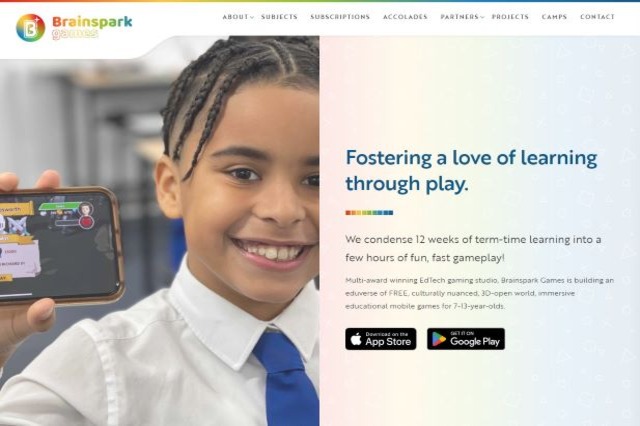 Brainspark
games
ABOUT SUBJECTS SUBSCRIPTIONS ACCOLADES PARTNERS PROJECTS CAMPS CONTACT
Fostering a love of learning
through play.
We condense 12 weeks of term-time learning into a
few hours of fun, fast gameplay!
Multi-award winning EdTech gaming studio, Brainspark Games is building an
eduverse of FREE, culturally nuanced, 3D-open world, immersive
educational mobile games for 7-13-year-olds.
Download on the
App Store
GET IT ON
Google Play